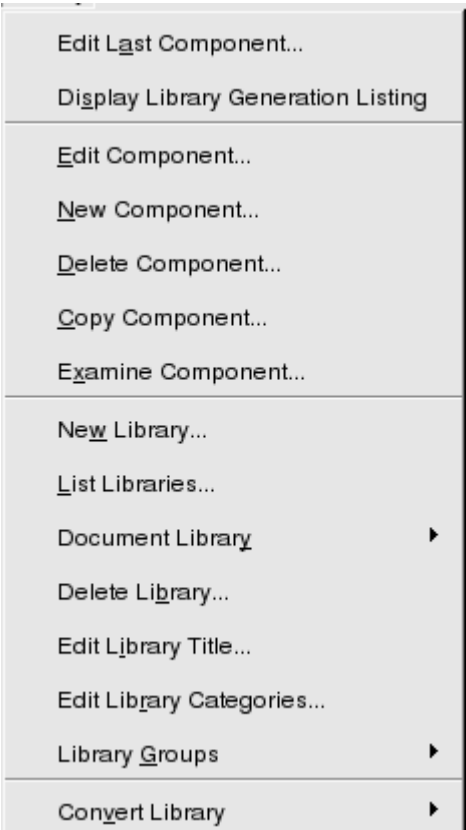 Edit Last Component...
Display Library Generation Listing
Edit Component...
New Component...
Delete Component...
Copy Component...
Examine Component...
New Library...
List Libraries...
Document Library
Delete Library...
Edit Library Title...
Edit Library Categories...
Library Groups
Convert Library